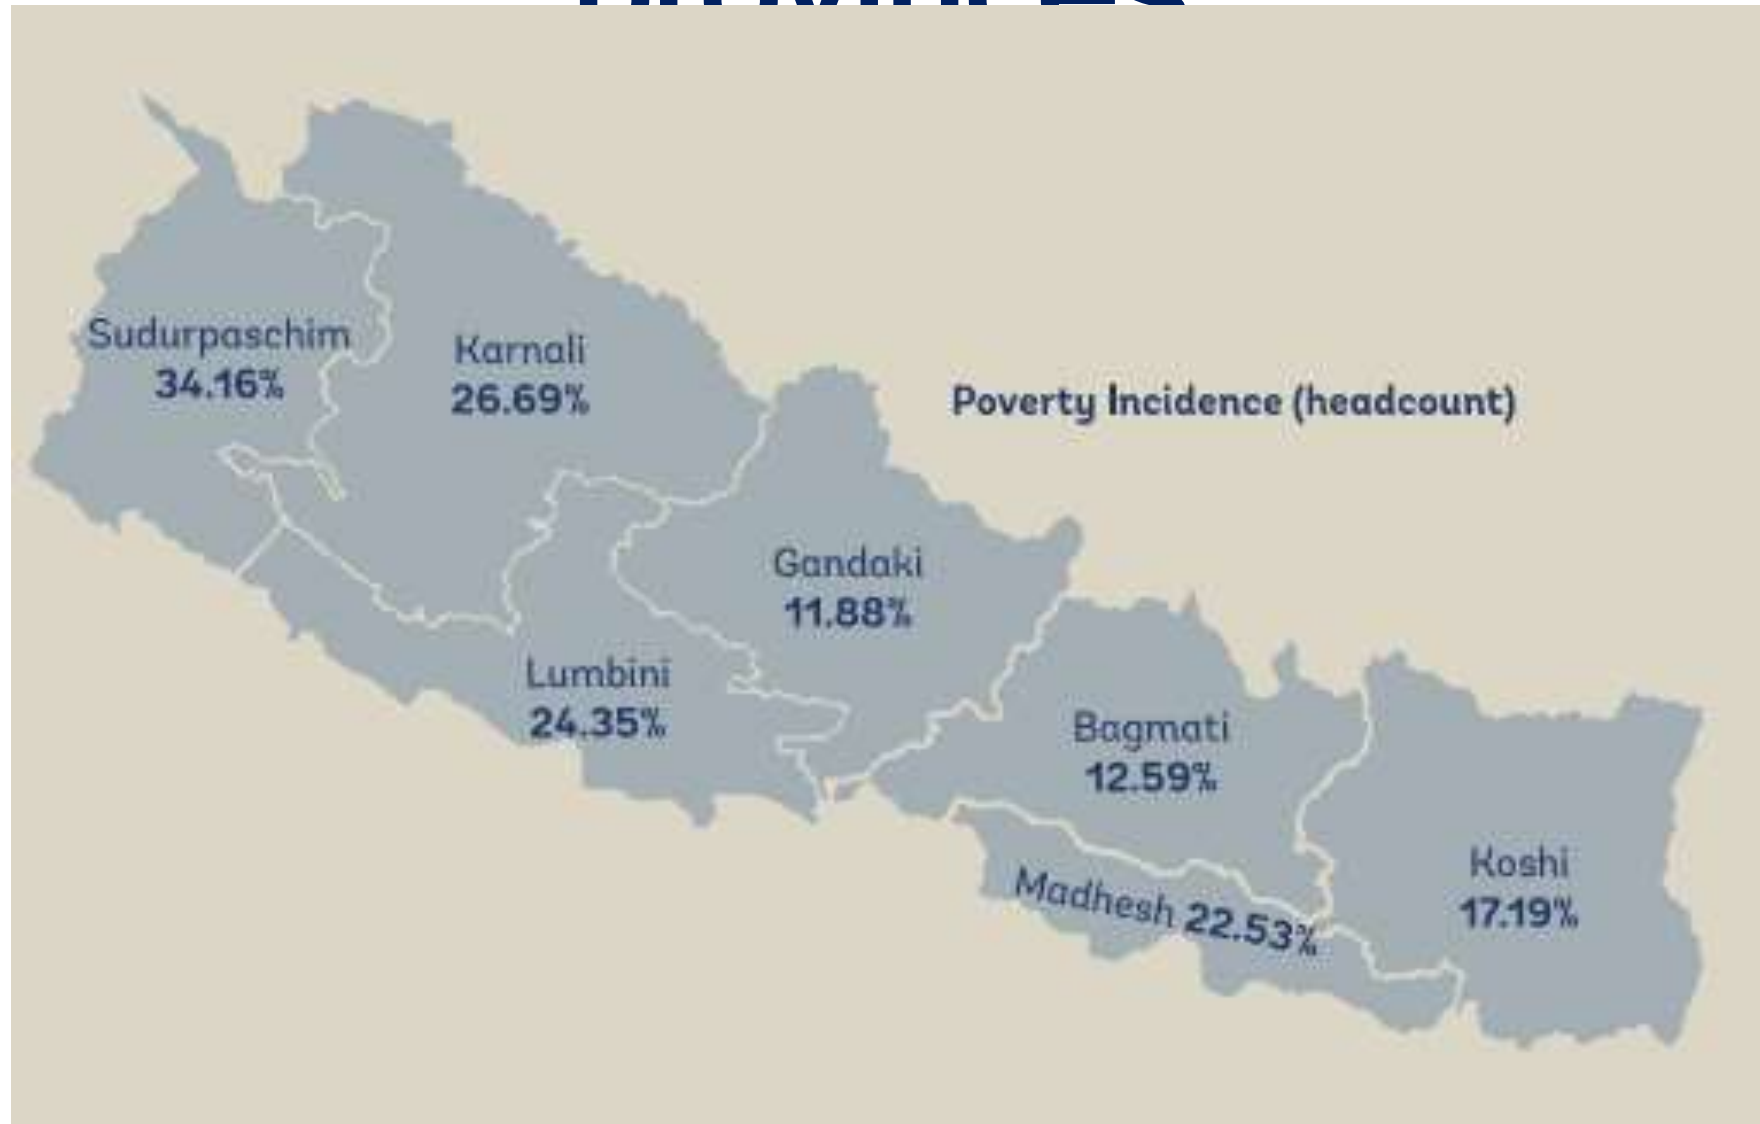 Sudurpaschim
34.16%
Karnali
26.69%
Poverty Incidence (headcount)
Gandaki
11.88%
Lumbini
24.35%
Bagmati
12.59%
Madhesh 22.53%
Koshi
17.19%